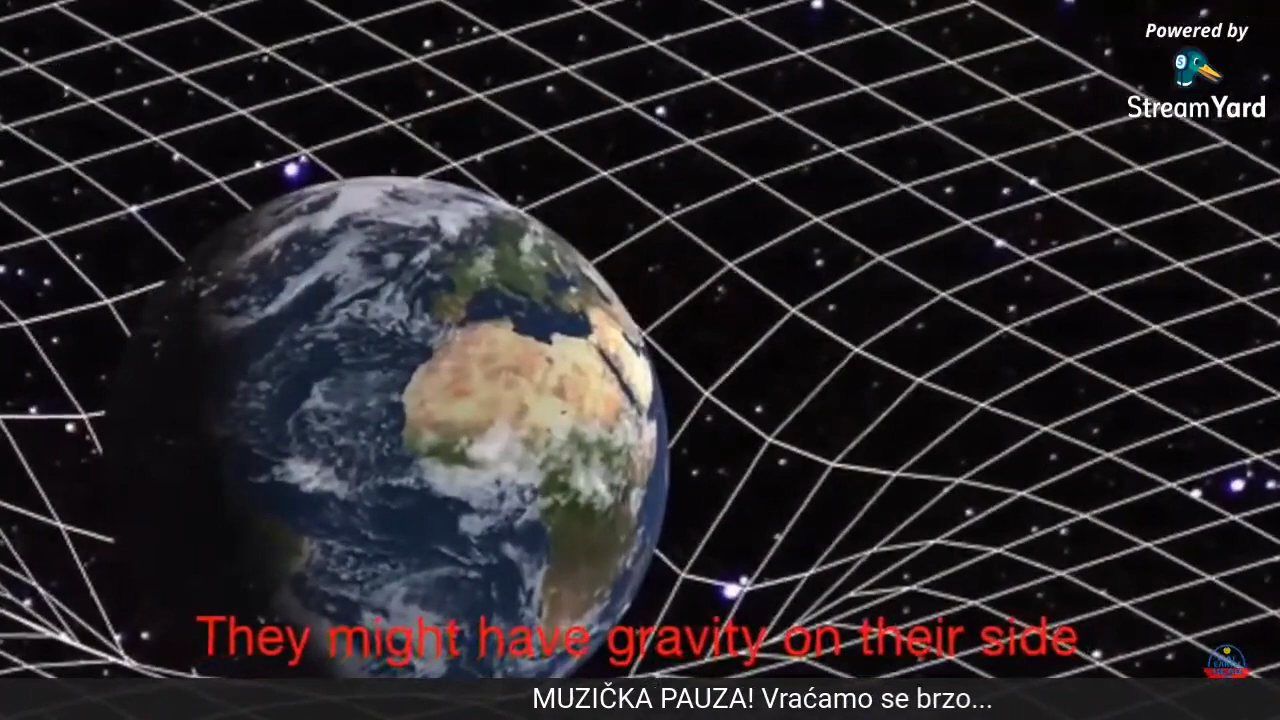 Powered by
StreamYard
They might have gravity on their side
MUZIČKA PAUZA! Vraćamo se brzo...